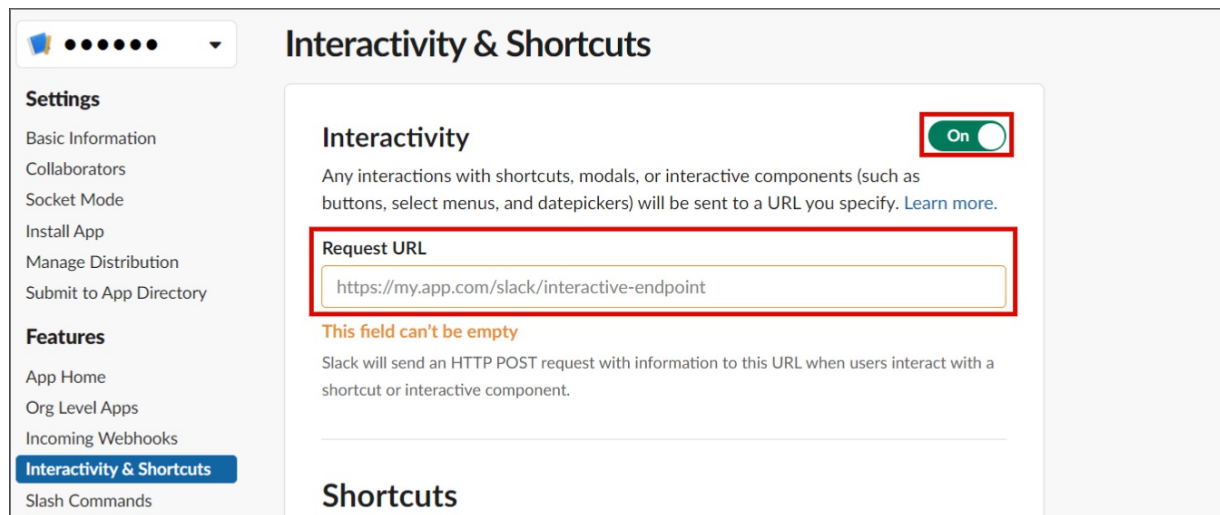 ●●●●●●
Interactivity & Shortcuts
Settings
Basic Information
Collaborators
Socket Mode
Install App
Manage Distribution
Submit to App Directory
Features
App Home
Org Level Apps
Incoming Webhooks
Interactivity & Shortcuts
Slash Commands
Interactivity
On
Any interactions with shortcuts, modals, or interactive components (such as
buttons, select menus, and datepickers) will be sent to a URL you specify. Learn more.
Request URL
https://my.app.com/slack/interactive-endpoint
This field can't be empty
Slack will send an HTTP POST request with information to this URL when users interact with a
shortcut or interactive component.
Shortcuts